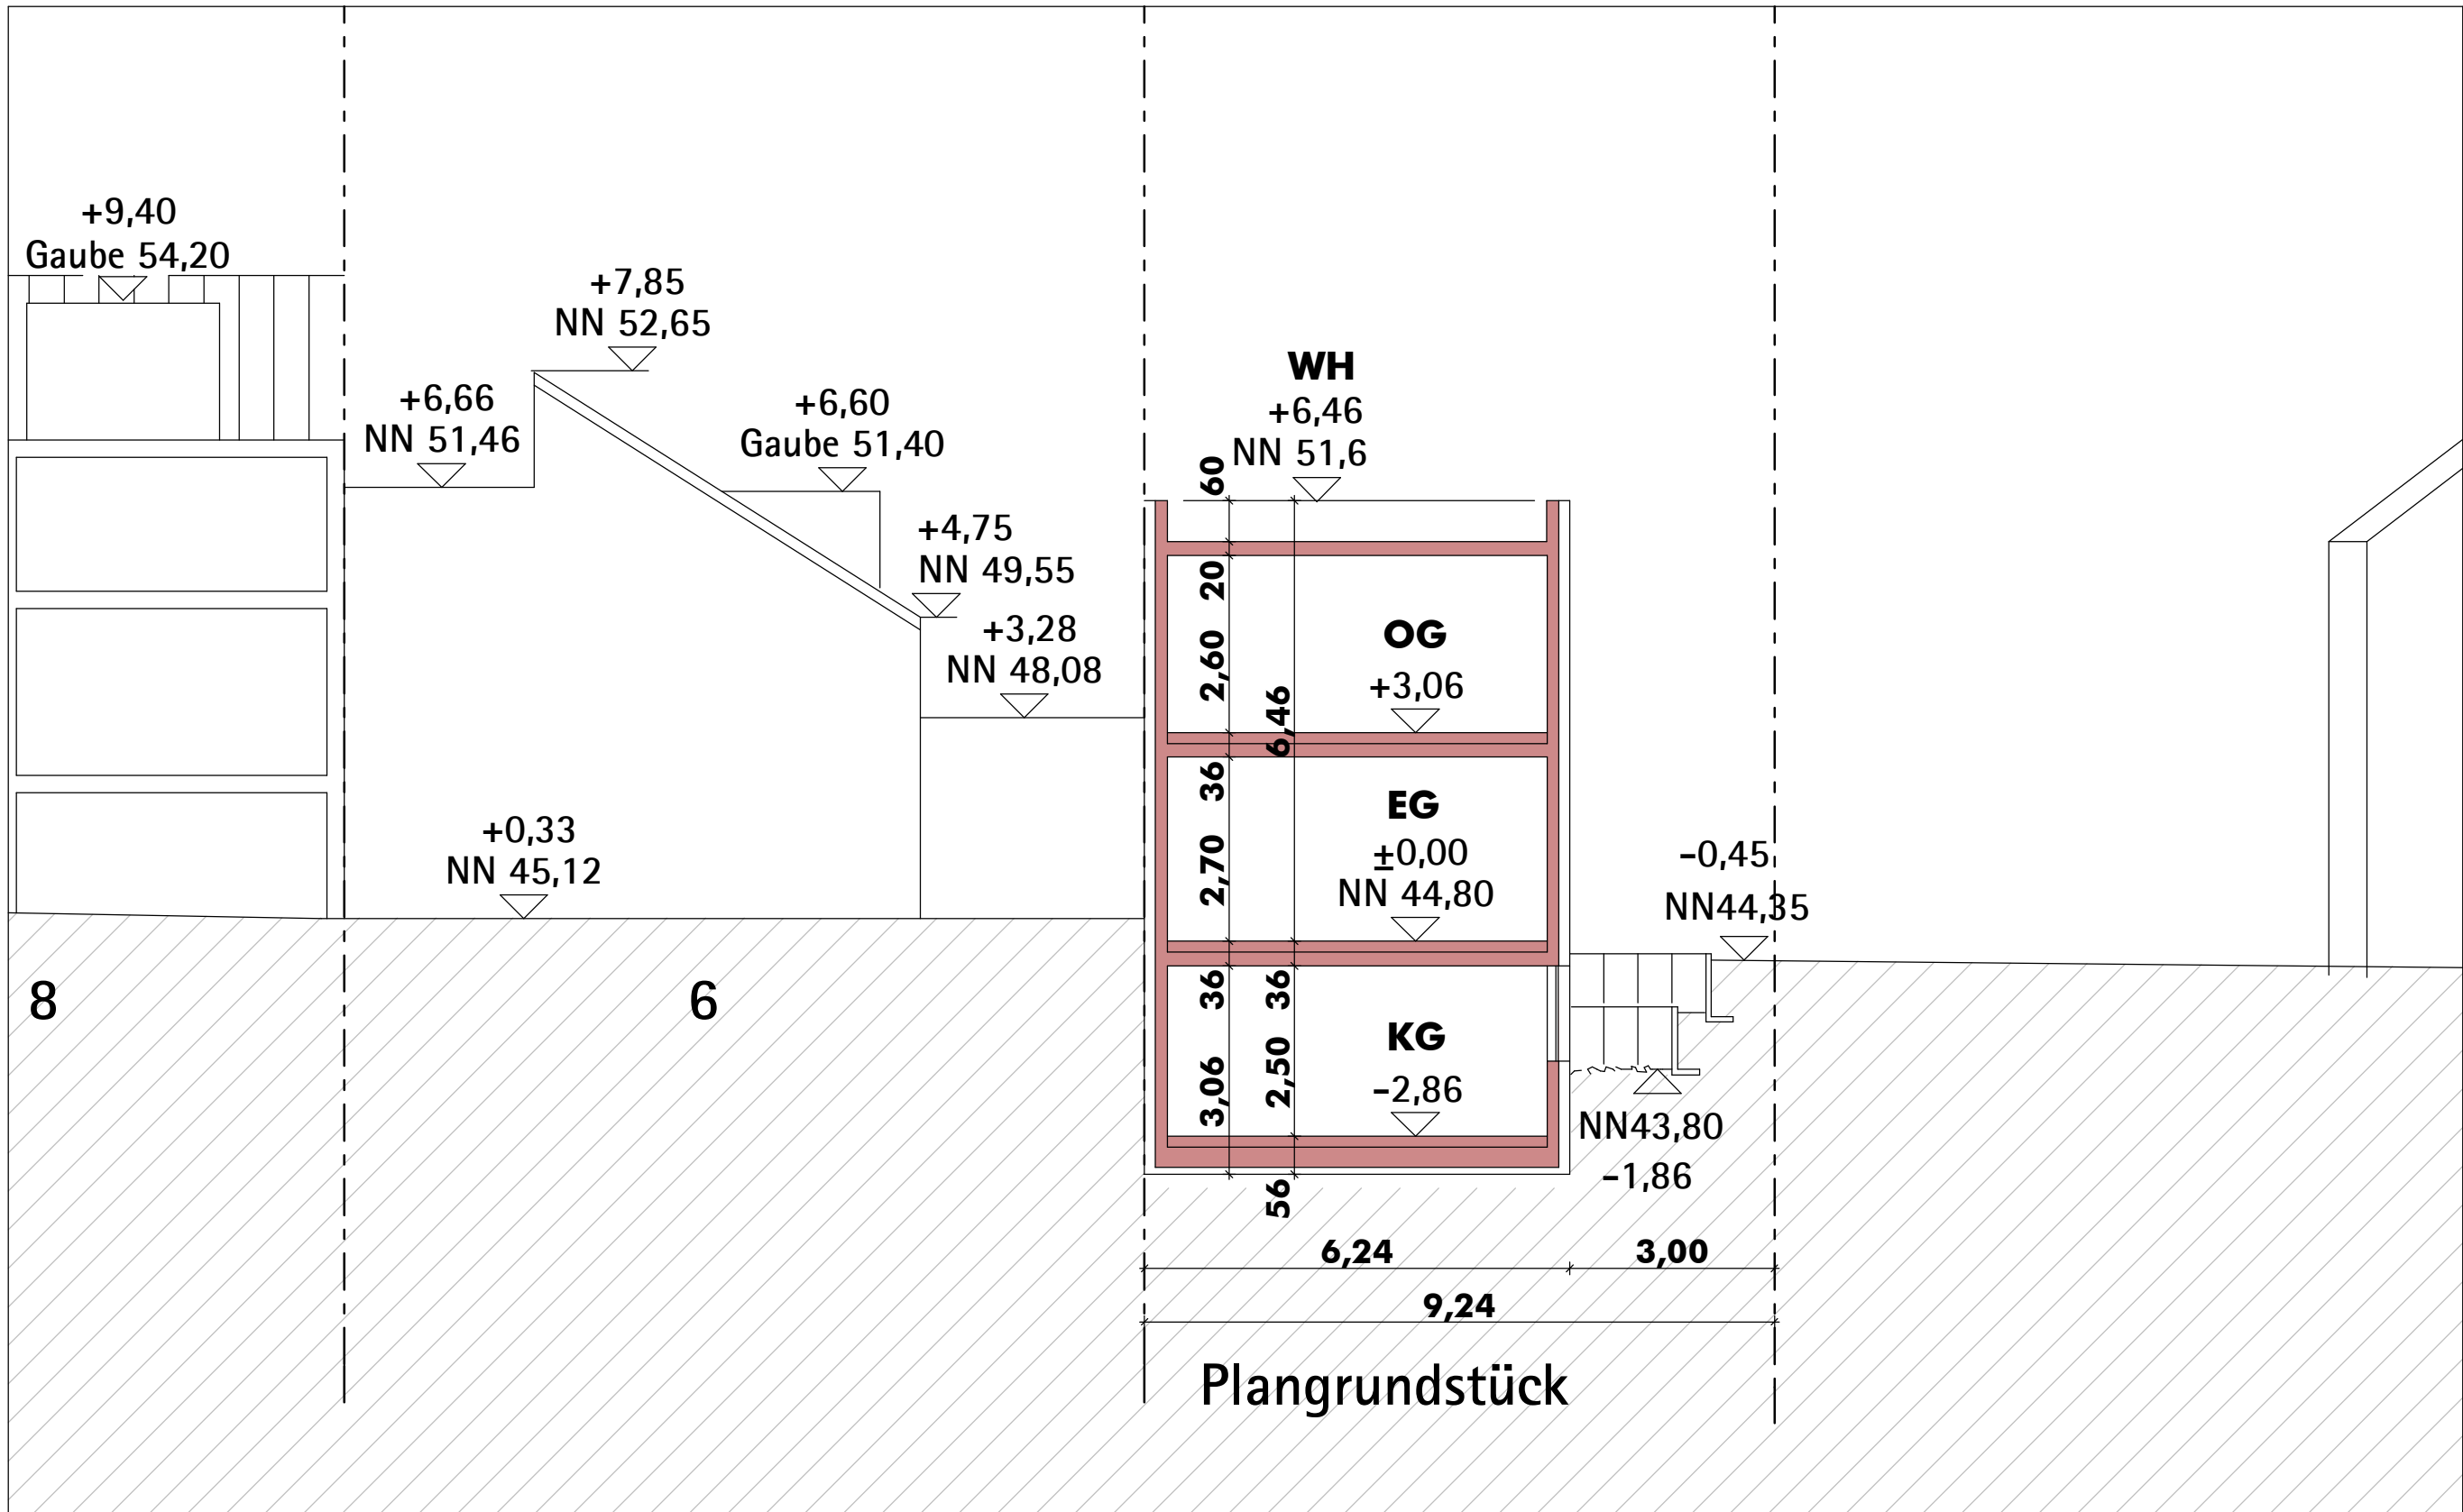 +9,40
Gaube 54,20
+7,85
NN 52,65
+6,66
NN 51,46
+6,60
Gaube 51,40
+4,75
NN 49,55
+3,28
NN 48,08
+0,33
NN 45,12
8
6
WH
+6,46
NN 51,6
60
20
2,60
6,46
36
2,70
36
36
3,06
2,50
56
OG
+3,06
EG
±0,00
NN 44,80
KG
-2,86
-0,45
NN44,35
NN43,80
-1,86
6,24
3,00
9,24
Plangrundstück